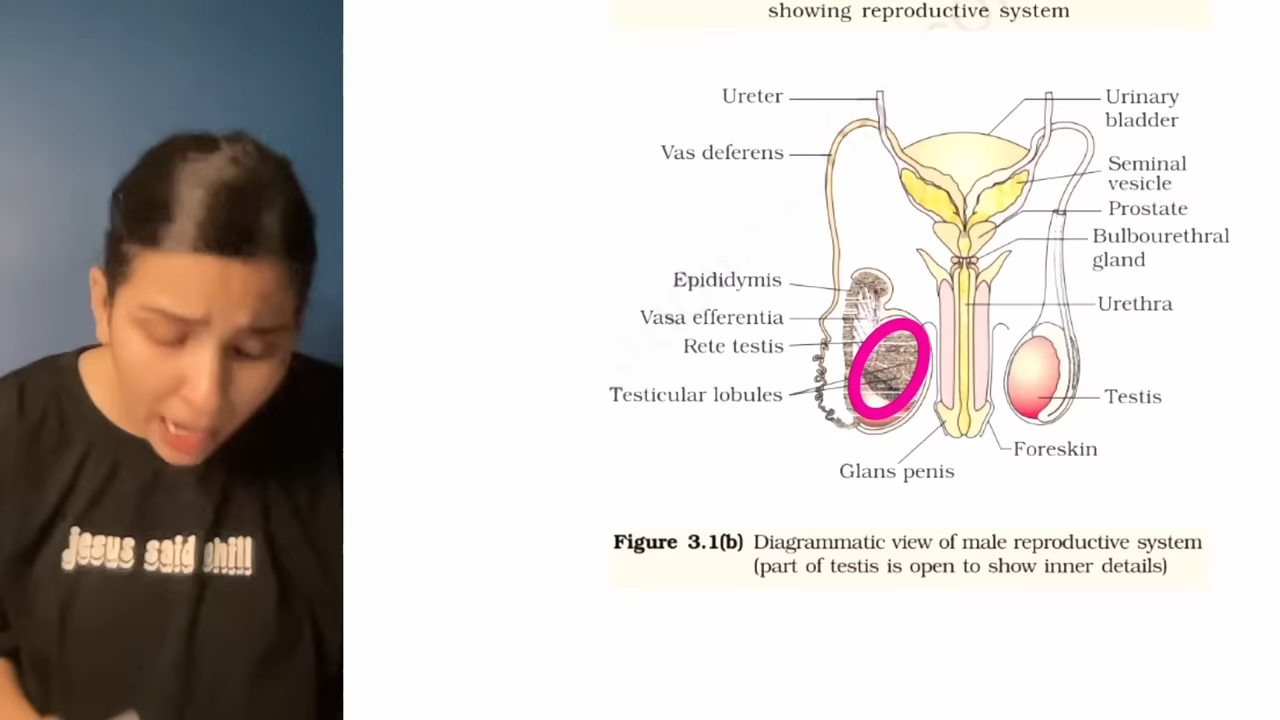 showing reproductive system
Ureter
Urinary
bladder
Vas deferens
Seminal
vesicle
Prostate
Bulbourethral
gland
Epididymis
Urethra
Vasa efferentia
Rete testis
Testicular lobules
Testis
Foreskin
Glans penis
Figure 3.1(b) Diagrammatic view of male reproductive system
(part of testis is open to show inner details)
jesus said chill